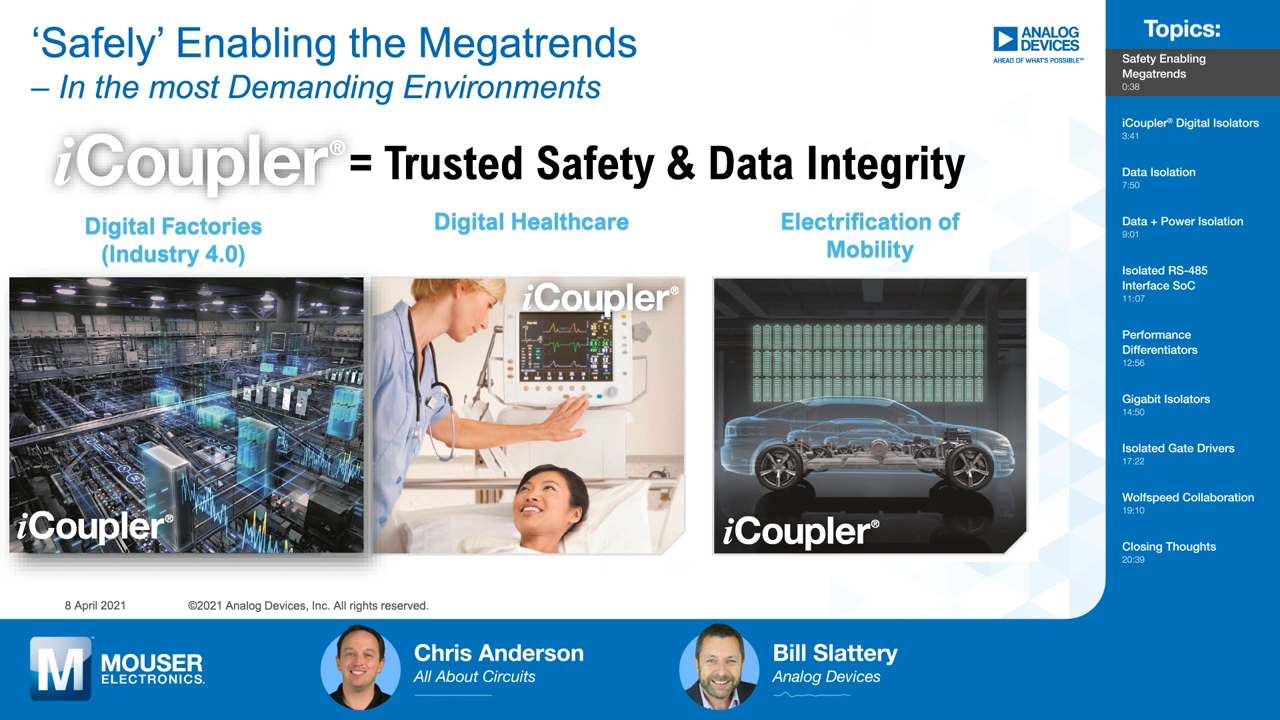 ‘Safely’ Enabling the Megatrends
– In the most Demanding Environments
ANALOG
DEVICES
AHEAD OF WHAT'S POSSIBLE™
iCoupler® = Trusted Safety & Data Integrity
Digital Factories
(Industry 4.0)
Digital Healthcare
Electrification of
Mobility
iCoupler®
iCoupler®
iCoupler®
8 April 2021
©2021 Analog Devices, Inc. All rights reserved.
Topics:
Safety Enabling
Megatrends
0:38
iCoupler® Digital Isolators
3:41
Data Isolation
7:50
Data + Power Isolation
9:01
Isolated RS-485
Interface SoC
11:07
Performance
Differentiators
12:56
Gigabit Isolators
14:50
Isolated Gate Drivers
17:22
Wolfspeed Collaboration
19:10
Closing Thoughts
20:39
M
MOUSER
ELECTRONICS.
Chris Anderson
All About Circuits
Bill Slattery
Analog Devices